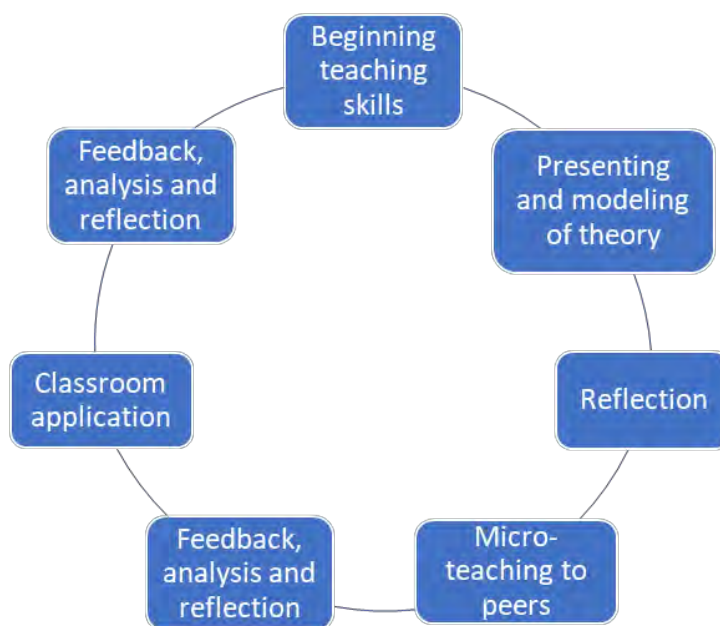 Beginning
teaching
skills
Presenting
and modeling
of theory
Reflection
Micro-
teaching to
peers
Feedback,
analysis and
reflection
Classroom
application
Feedback,
analysis and
reflection